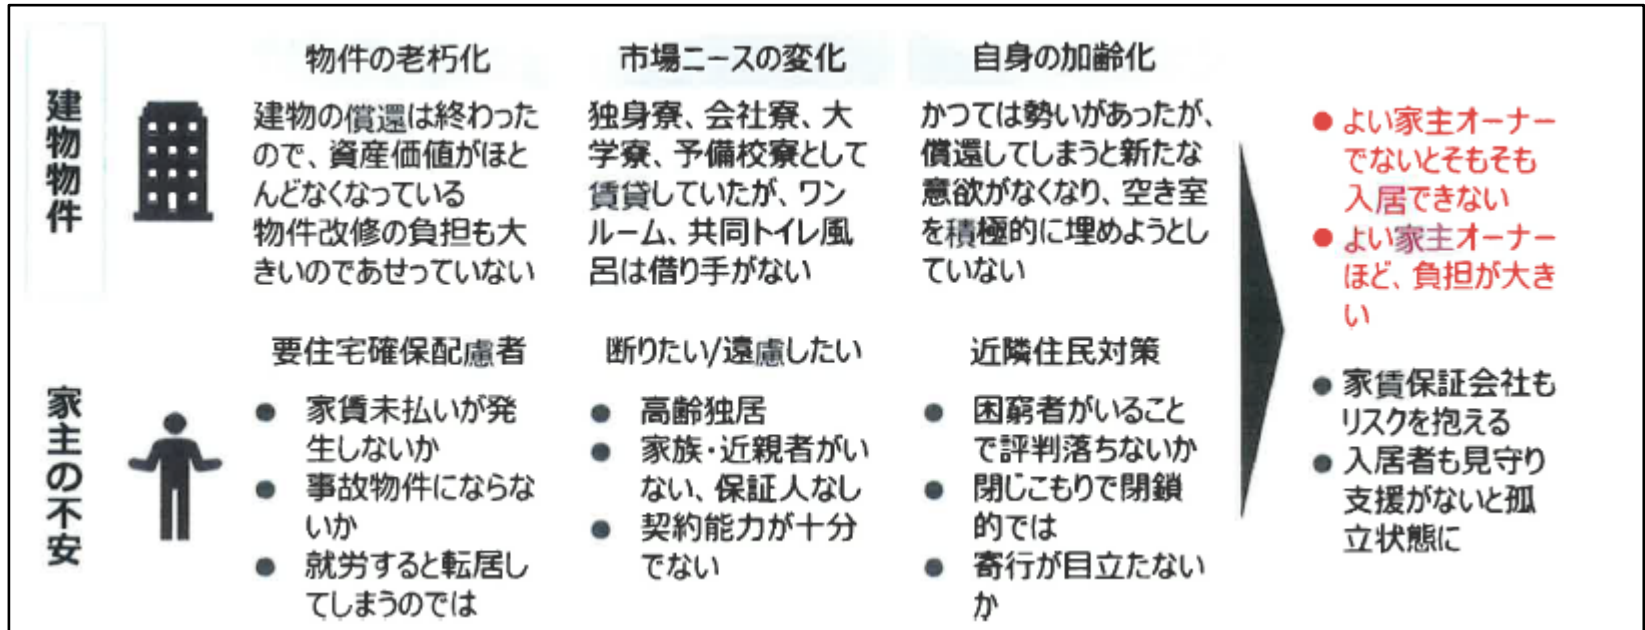 建物物件
物件の老朽化
建物の償還は終わった
ので、資産価値がほと
んどなくなっている
物件改修の負担も大
きいのであせっていない
市場ニースの変化
独身寮、会社寮、大
学寮、予備校寮として
賃貸していたが、ワン
ルーム、共同トイレ風
呂は借り手がない
自身の加齢化
かつては勢いがあったが、
償還してしまうと新たな
意欲がなくなり、空き室
を積極的に埋めようとし
ていない
家主の不安
要住宅確保配慮者
● 家賃未払いが発
生しないか
● 事故物件にならな
いか
● 就労すると転居し
てしまうのでは
断りたい/遠慮したい
● 高齢独居
● 家族・近親者がい
ない、保証人なし
● 契約能力が十分
でない
近隣住民対策
● 困窮者がいること
で評判落ちないか
● 閉じこもりで閉鎖
的では
● 寄行が目立たない
か
● よい家主オーナー
でないとそもそも
入居できない
● よい家主オーナー
ほど、負担が大き
い
● 家賃保証会社も
リスクを抱える
● 入居者も見守り
支援がないと孤
立状態に